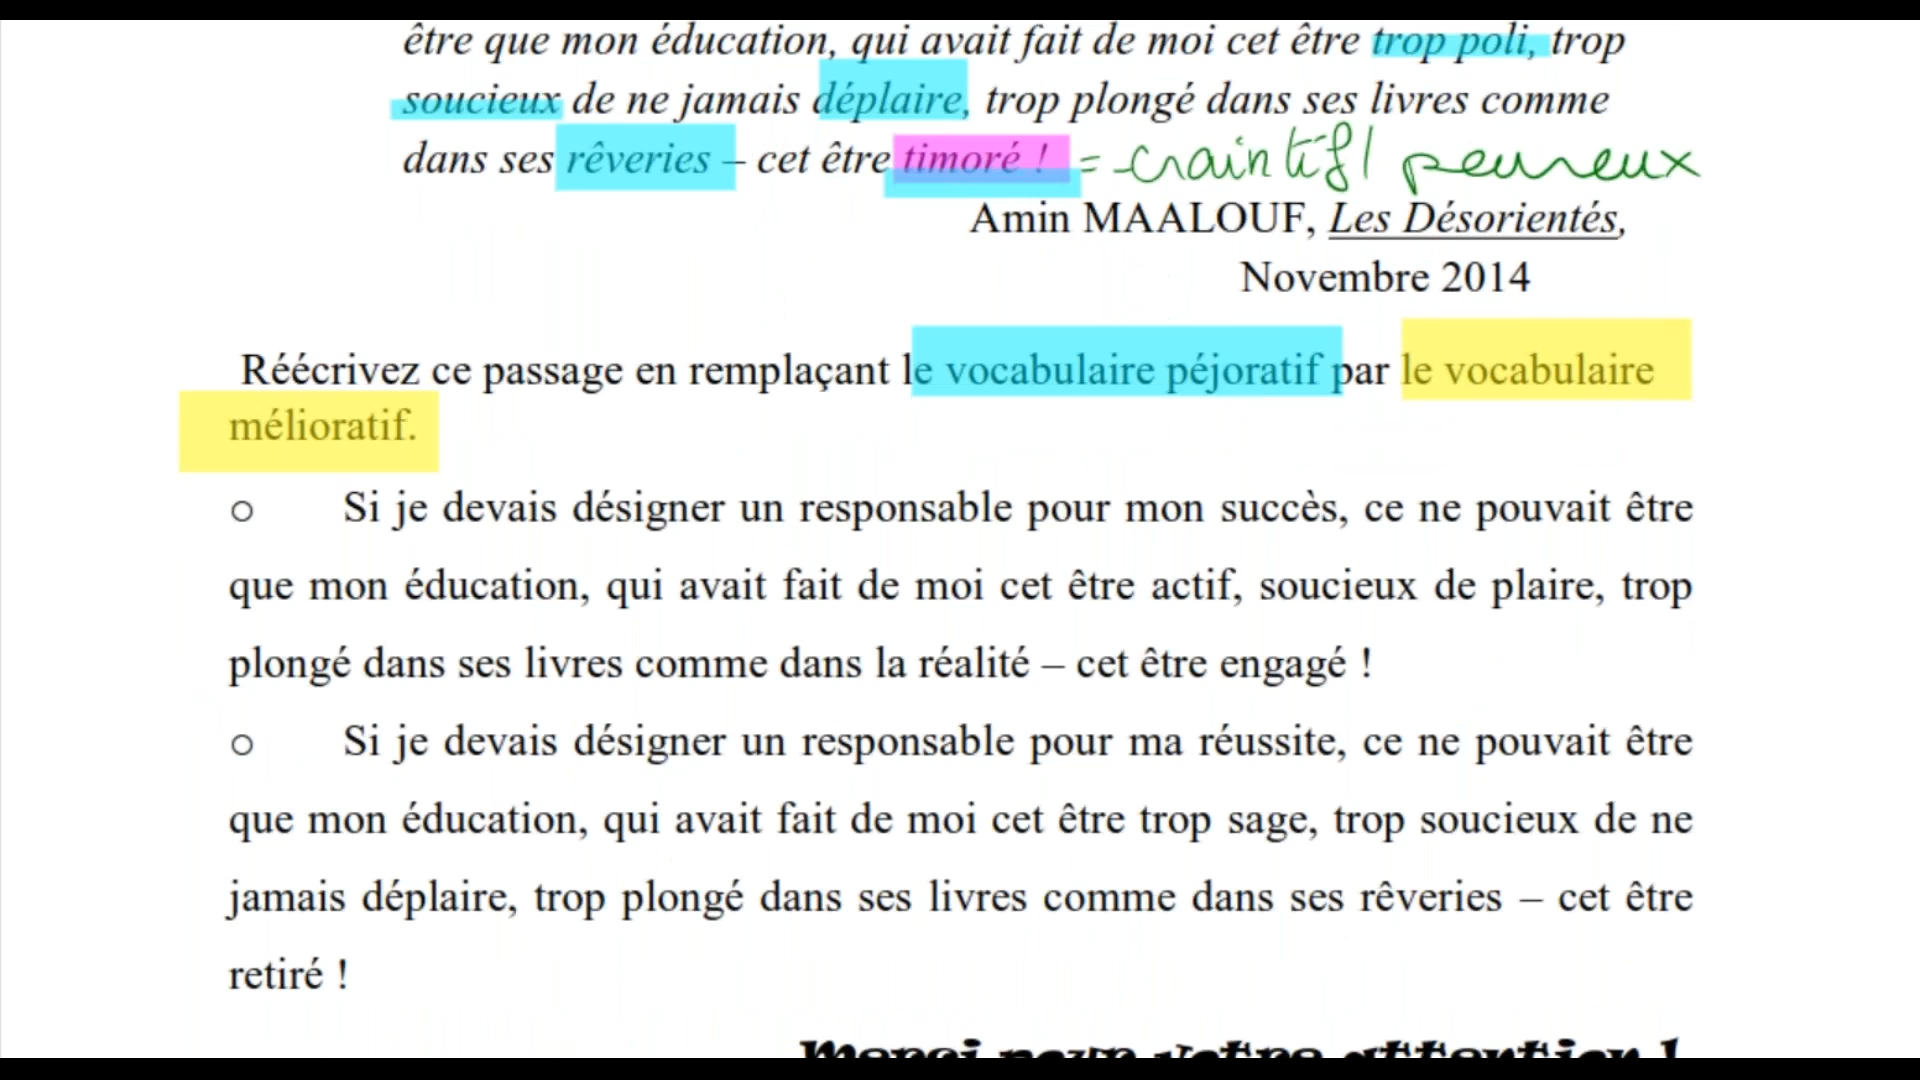 être que mon éducation, qui avait fait de moi cet être trop poli, trop
soucieux de ne jamais déplaire, trop plongé dans ses livres comme
dans ses rêveries – cet être timoré ! = craintif / peureux
Amin MAALOUF, Les Désorientés,
Novembre 2014
Réécrivez ce passage en remplaçant le vocabulaire péjoratif par le vocabulaire
mélioratif.
o Si je devais désigner un responsable pour mon succès, ce ne pouvait être
que mon éducation, qui avait fait de moi cet être actif, soucieux de plaire, trop
plongé dans ses livres comme dans la réalité – cet être engagé !
o Si je devais désigner un responsable pour ma réussite, ce ne pouvait être
que mon éducation, qui avait fait de moi cet être trop sage, trop soucieux de ne
jamais déplaire, trop plongé dans ses livres comme dans ses rêveries – cet être
retiré !
Merci pour votre attention !